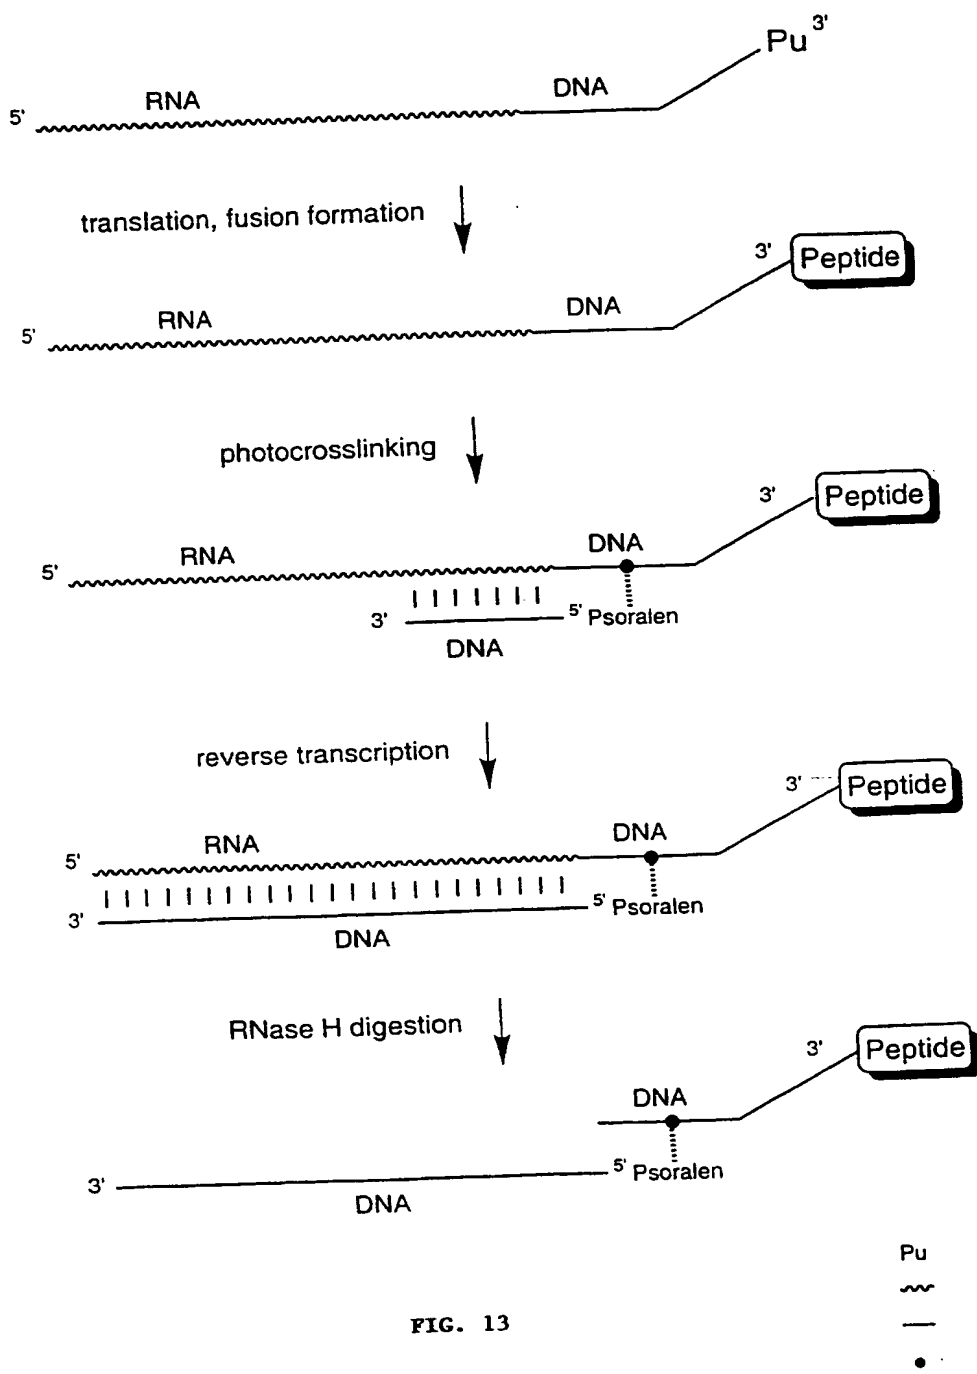 Pu 3'
RNA
DNA
5'
translation, fusion formation
3' Peptide
RNA
DNA
5'
photocrosslinking
3' Peptide
RNA
DNA
5'
3'
5' Psoralen
DNA
reverse transcription
3' Peptide
RNA
DNA
5'
3'
5' Psoralen
DNA
RNase H digestion
3' Peptide
DNA
3'
5' Psoralen
DNA
Pu
FIG. 13